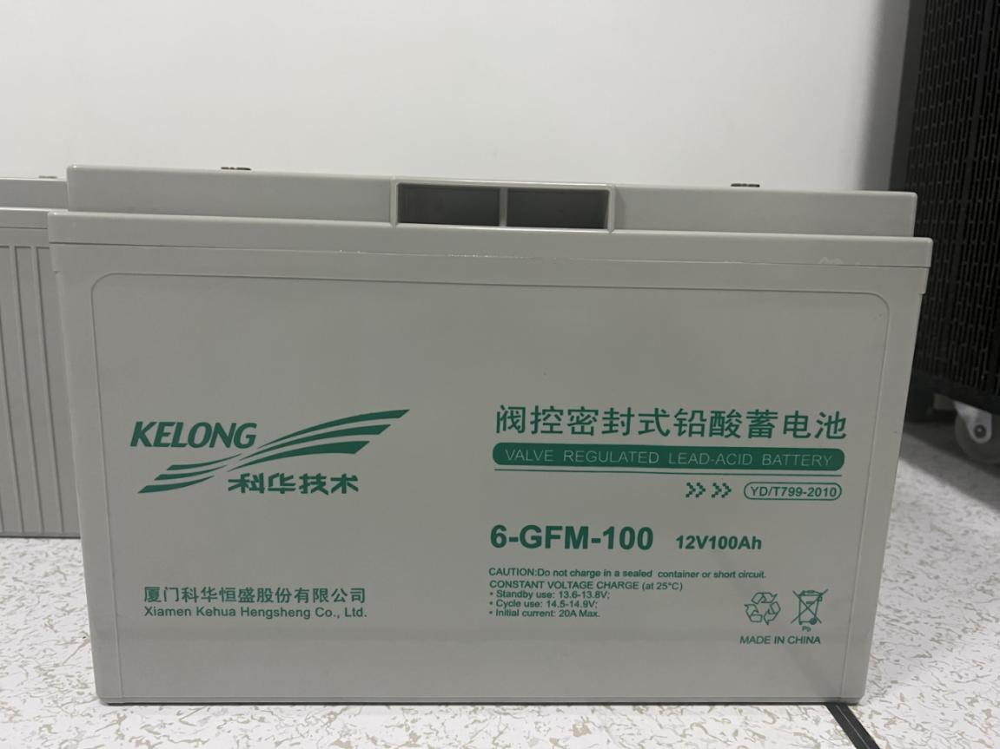 KELONG
科华技术
厦门科华恒盛股份有限公司
Xiamen Kehua Hengsheng Co., Ltd.
阀控密封式铅酸蓄电池
VALVE REGULATED LEAD-ACID BATTERY
YD/T799-2010
6-GFM-100 12V100Ah
CAUTION:Do not charge in a sealed container or short circuit.
CONSTANT VOLTAGE CHARGE (at 25°C)
• Standby use: 13.6-13.8V;
• Cycle use: 14.5-14.9V;
• Initial current: 20A Max.
Pb
MADE IN CHINA